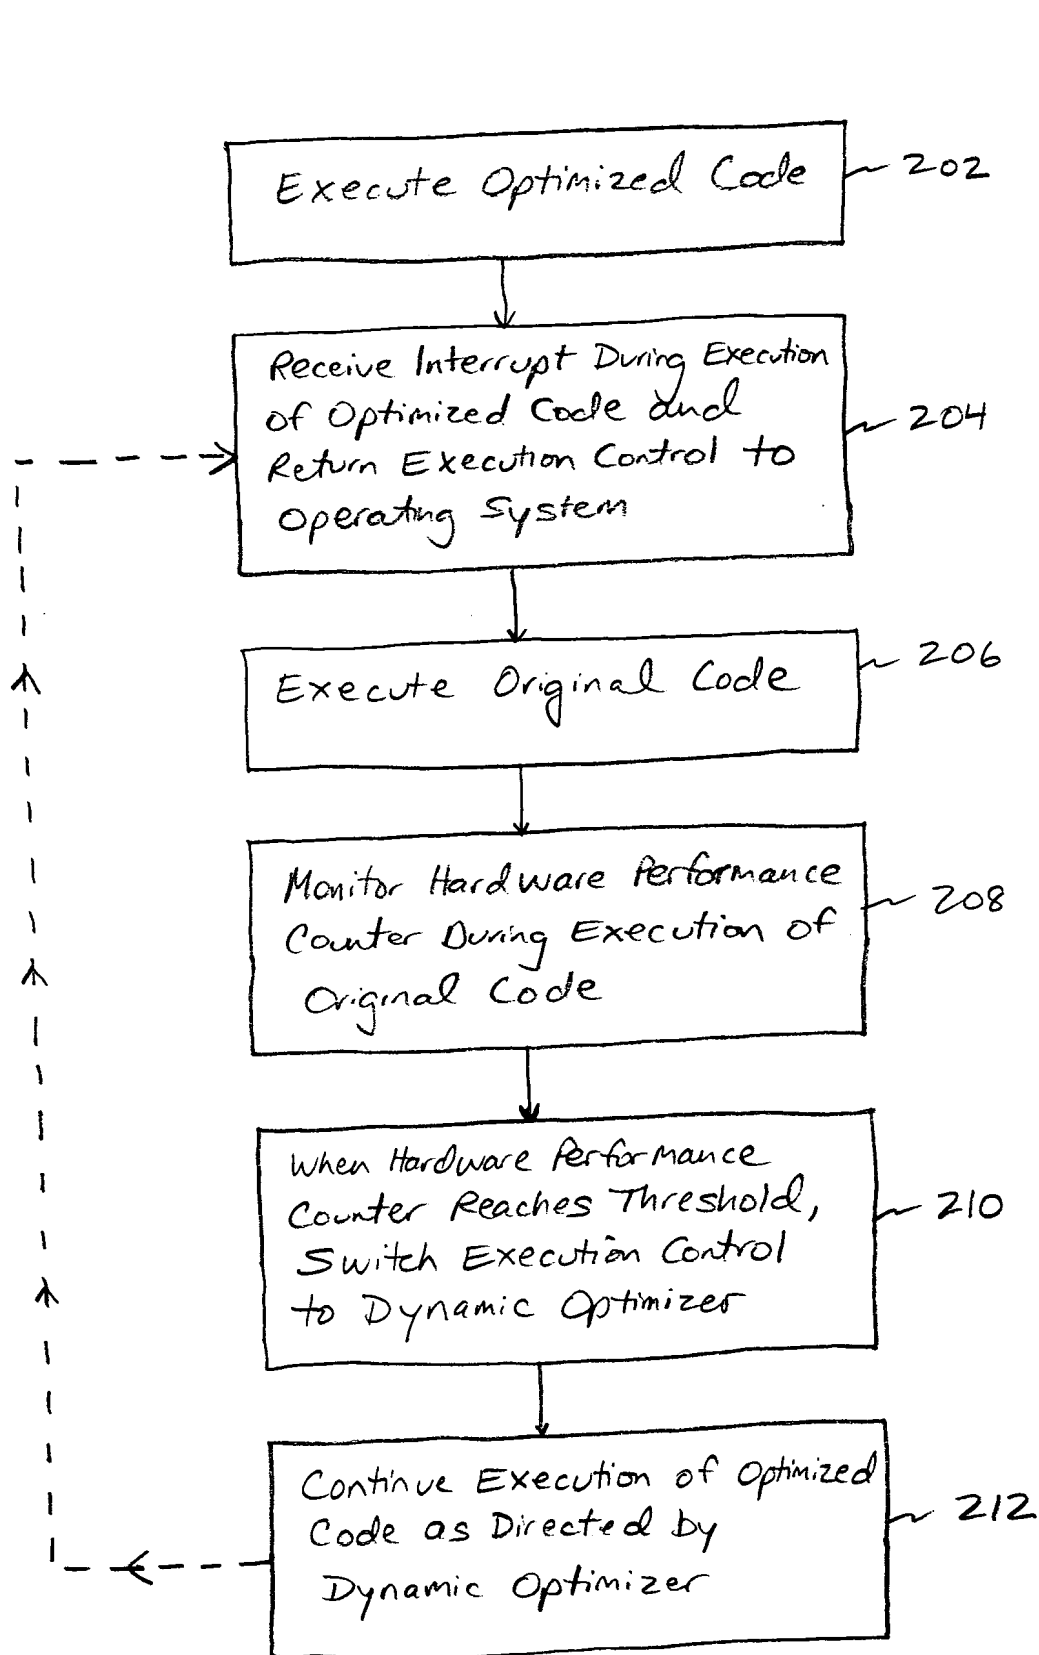 Execute Optimized Code
202
Receive Interrupt During Execution
of Optimized Code and
Return Execution Control to
Operating System
204
Execute Original Code
206
Monitor Hardware Performance
Counter During Execution of
Original Code
208
When Hardware Performance
Counter Reaches Threshold,
Switch Execution Control
to Dynamic Optimizer
210
Continue Execution of Optimized
Code as Directed by
Dynamic Optimizer
212